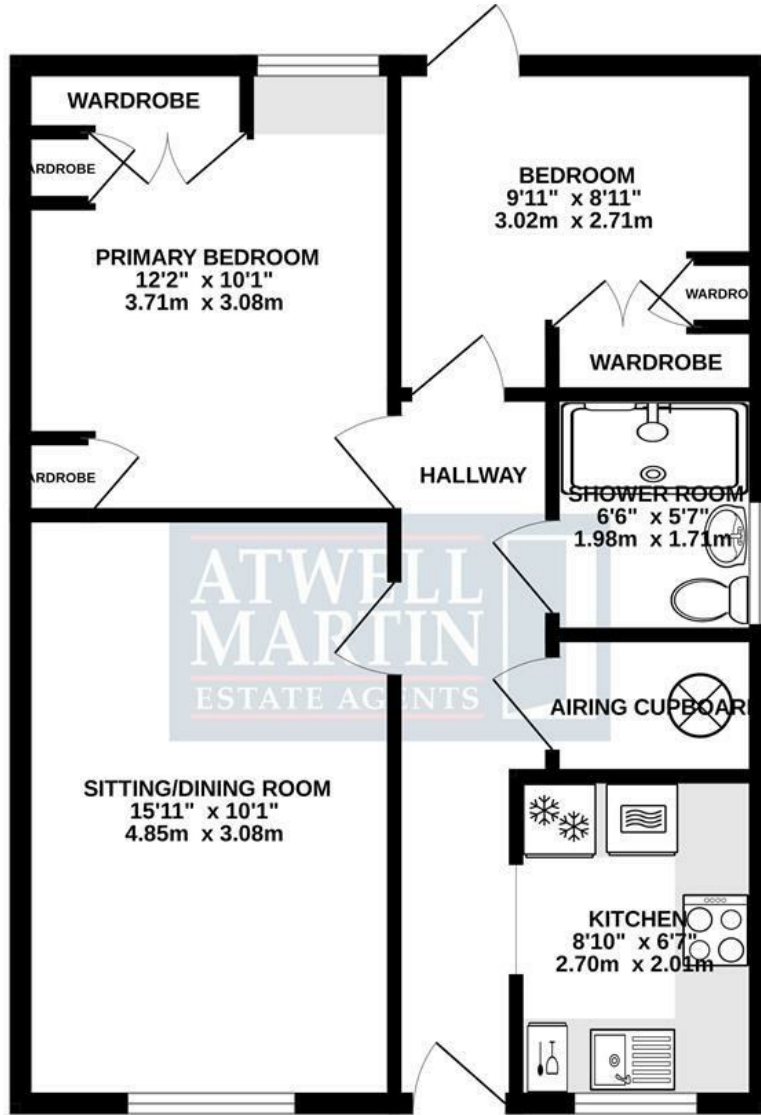 WARDROBE
ARDROBE
PRIMARY BEDROOM
12'2" x 10'1"
3.71m x 3.08m
ARDROBE
BEDROOM
9'11" x 8'11"
3.02m x 2.71m
WARDRO
WARDROBE
HALLWAY
SHOWER ROOM
6'6" x 5'7"
1.98m x 1.71m
ATWELL
MARTIN
ESTATE AGENTS
AIRING CUPBOARD
SITTING/DINING ROOM
15'11" x 10'1"
4.85m x 3.08m
KITCHEN
8'10" x 6'7"
2.70m x 2.01m